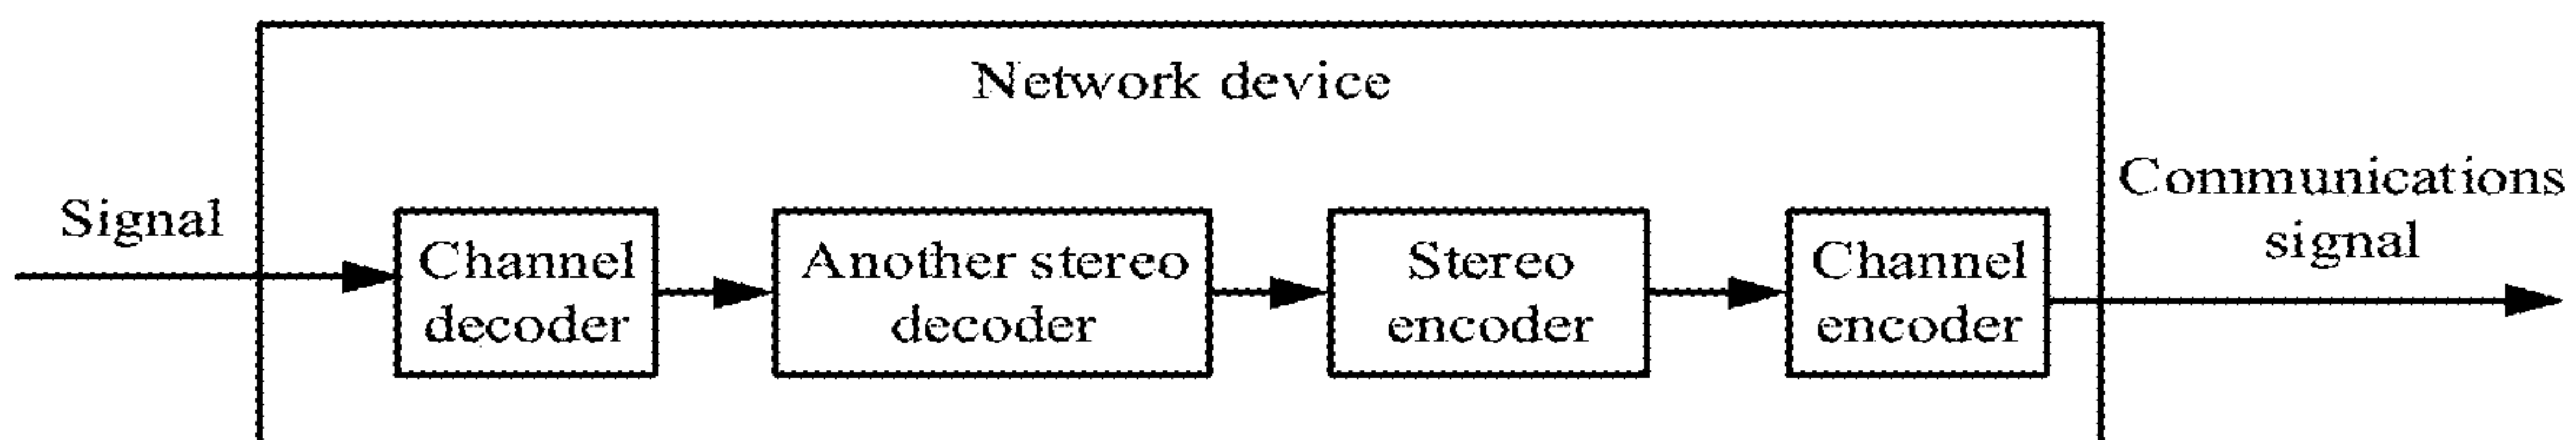 Network device
Signal
Channel
decoder
Another stereo
decoder
Stereo
encoder
Channel
encoder
Communications
signal